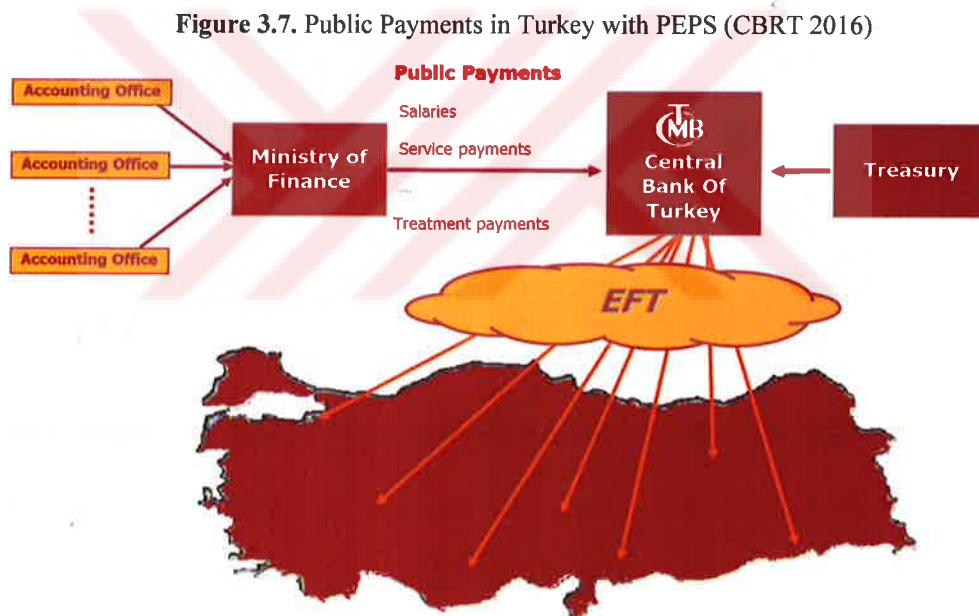 Figure 3.7. Public Payments in Turkey with PEPS (CBRT 2016)
Public Payments
Accounting Office
Salaries
Accounting Office
Ministry of
Finance
Service payments
TCMB
Central
Bank Of
Turkey
Treasury
Treatment payments
Accounting Office
EFT